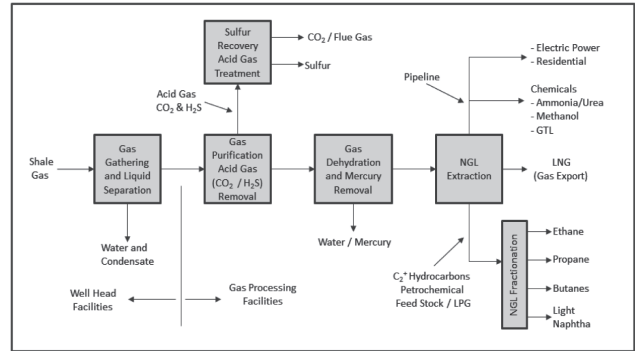 Sulfur
Recovery
Acid Gas
Treatment
CO₂ / Flue Gas
Sulfur
Acid Gas
CO₂ & H₂S
Pipeline
- Electric Power
- Residential
Chemicals
- Ammonia/Urea
- Methanol
- GTL
Shale
Gas
Gas
Gathering
and Liquid
Separation
Gas
Purification
Acid Gas
(CO₂ / H₂S)
Removal
Gas
Dehydration
and Mercury
Removal
NGL
Extraction
LNG
(Gas Export)
Water and
Condensate
Water / Mercury
Well Head
Facilities
Gas Processing
Facilities
C₂⁺ Hydrocarbons
Petrochemical
Feed Stock / LPG
NGL Fractionation
Ethane
Propane
Butanes
Light
Naphtha